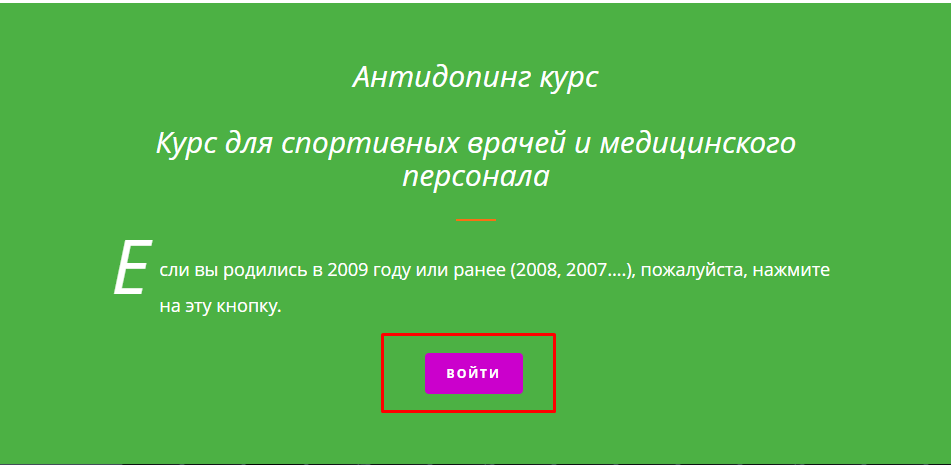 Антидопинг курс
Курс для спортивных врачей и медицинского
персонала
Если вы родились в 2009 году или ранее (2008, 2007....), пожалуйста, нажмите
на эту кнопку.
ВОЙТИ